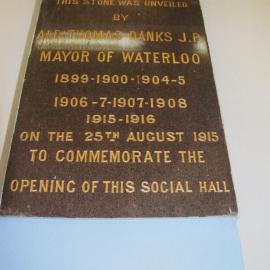 THIS STONE WAS UNVEILED
BY
ALD THOMAS DANKS J.P.
MAYOR OF WATERLOO
1899-1900-1904-5
1906-7-1907-1908
1915-1916
ON THE 25TH AUGUST 1915
TO COMMEMORATE THE
OPENING OF THIS SOCIAL HALL